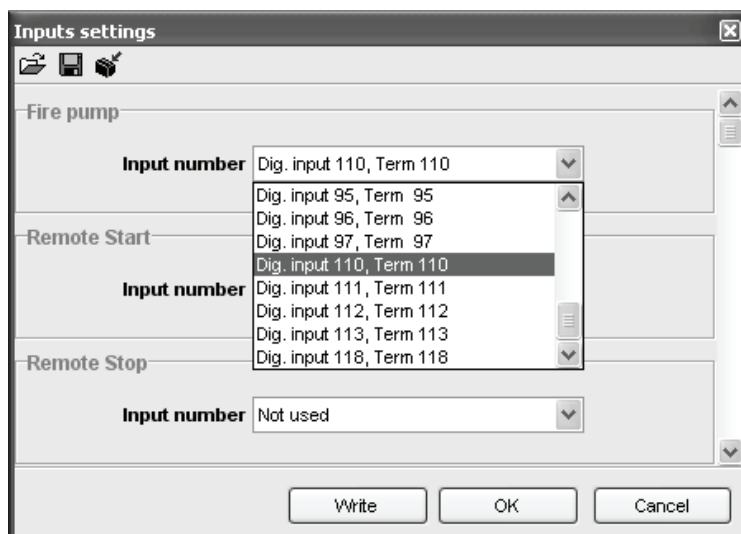 Inputs settings
Fire pump
Input number Dig. input 110, Term 110
Dig. input 95, Term 95
Dig. input 96, Term 96
Dig. input 97, Term 97
Remote Start
Dig. input 110, Term 110
Input number Dig. input 111, Term 111
Dig. input 112, Term 112
Dig. input 113, Term 113
Dig. input 118, Term 118
Remote Stop
Input number Not used
Write OK Cancel